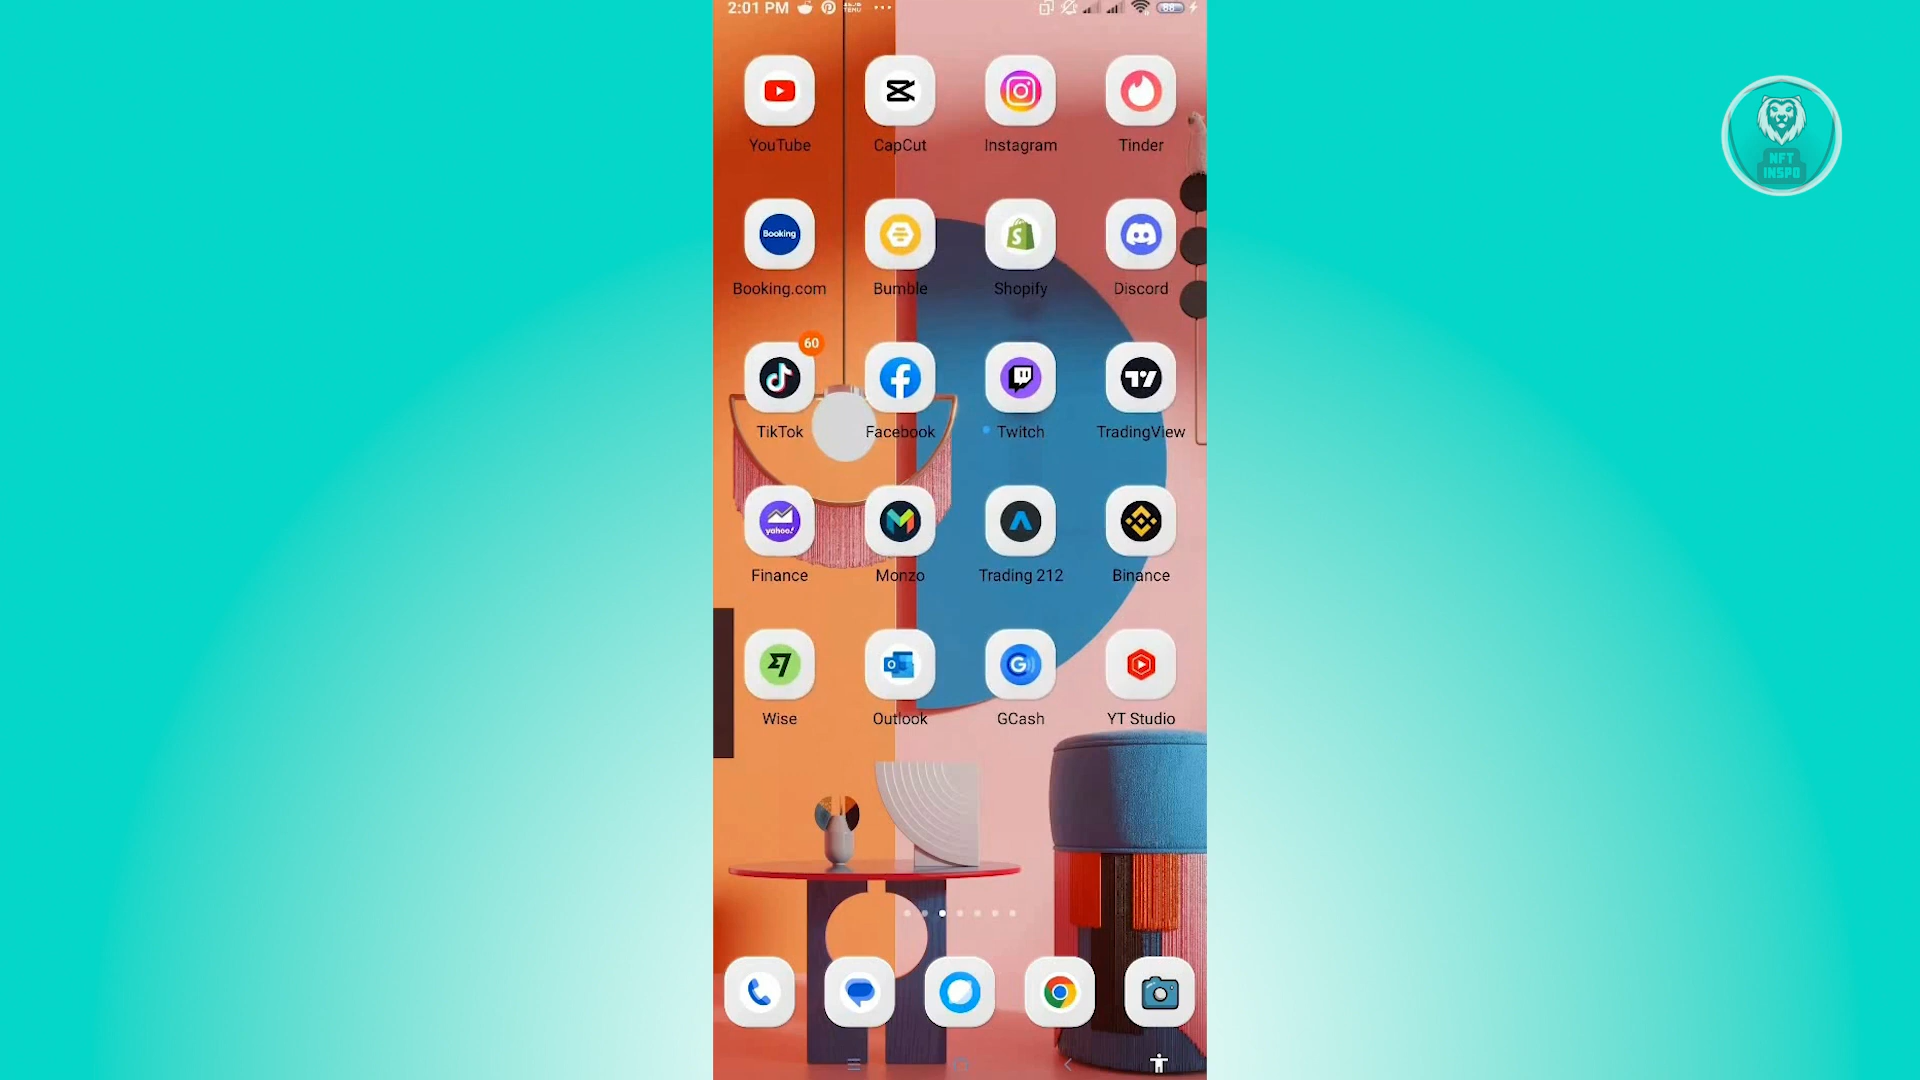 2:01 PM
88
NFT
INSPO
YouTube
CapCut
Instagram
Tinder
Booking
Booking.com
Bumble
Shopify
Discord
60
TikTok
Facebook
Twitch
TradingView
yahoo!
Finance
Monzo
Trading 212
Binance
Wise
Outlook
GCash
YT Studio